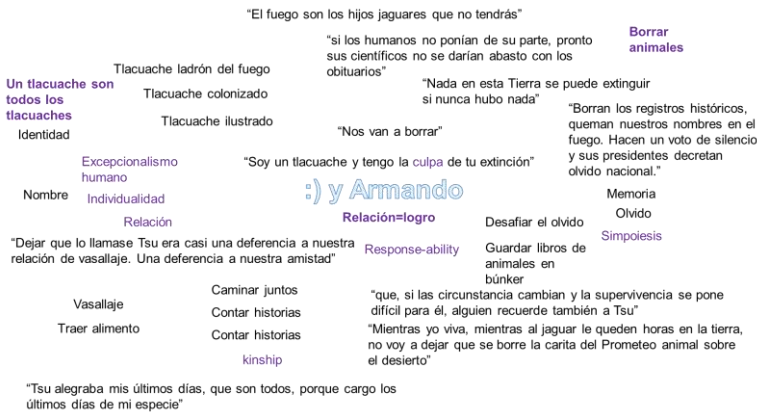 “El fuego son los hijos jaguares que no tendrás”
“si los humanos no ponían de su parte, pronto
sus científicos no se darían abasto con los
obituarios”
Borrar
animales
Tlacuache ladrón del fuego
Un tlacuache son
todos los
tlacuaches
Tlacuache colonizado
“Nada en esta Tierra se puede extinguir
si nunca hubo nada”
Tlacuache ilustrado
Identidad
“Nos van a borrar”
“Borran los registros históricos,
queman nuestros nombres en el
fuego. Hacen un voto de silencio
y sus presidentes decretan
olvido nacional.”
Excepcionalismo
humano
“Soy un tlacuache y tengo la culpa de tu extinción”
Nombre
Individualidad
:) y Armando
Memoria
Relación
Relación=logro
Desafiar el olvido
Olvido
Simpoiesis
“Dejar que lo llamase Tsu era casi una deferencia a nuestra
relación de vasallaje. Una deferencia a nuestra amistad”
Response-ability
Guardar libros de
animales en
búnker
Vasallaje
Caminar juntos
“que, si las circunstancia cambian y la supervivencia se pone
difícil para él, alguien recuerde también a Tsu”
Traer alimento
Contar historias
Contar historias
“Mientras yo viva, mientras al jaguar le queden horas en la tierra,
no voy a dejar que se borre la carita del Prometeo animal sobre
el desierto”
kinship
“Tsu alegraba mis últimos días, que son todos, porque cargo los
últimos días de mi especie”